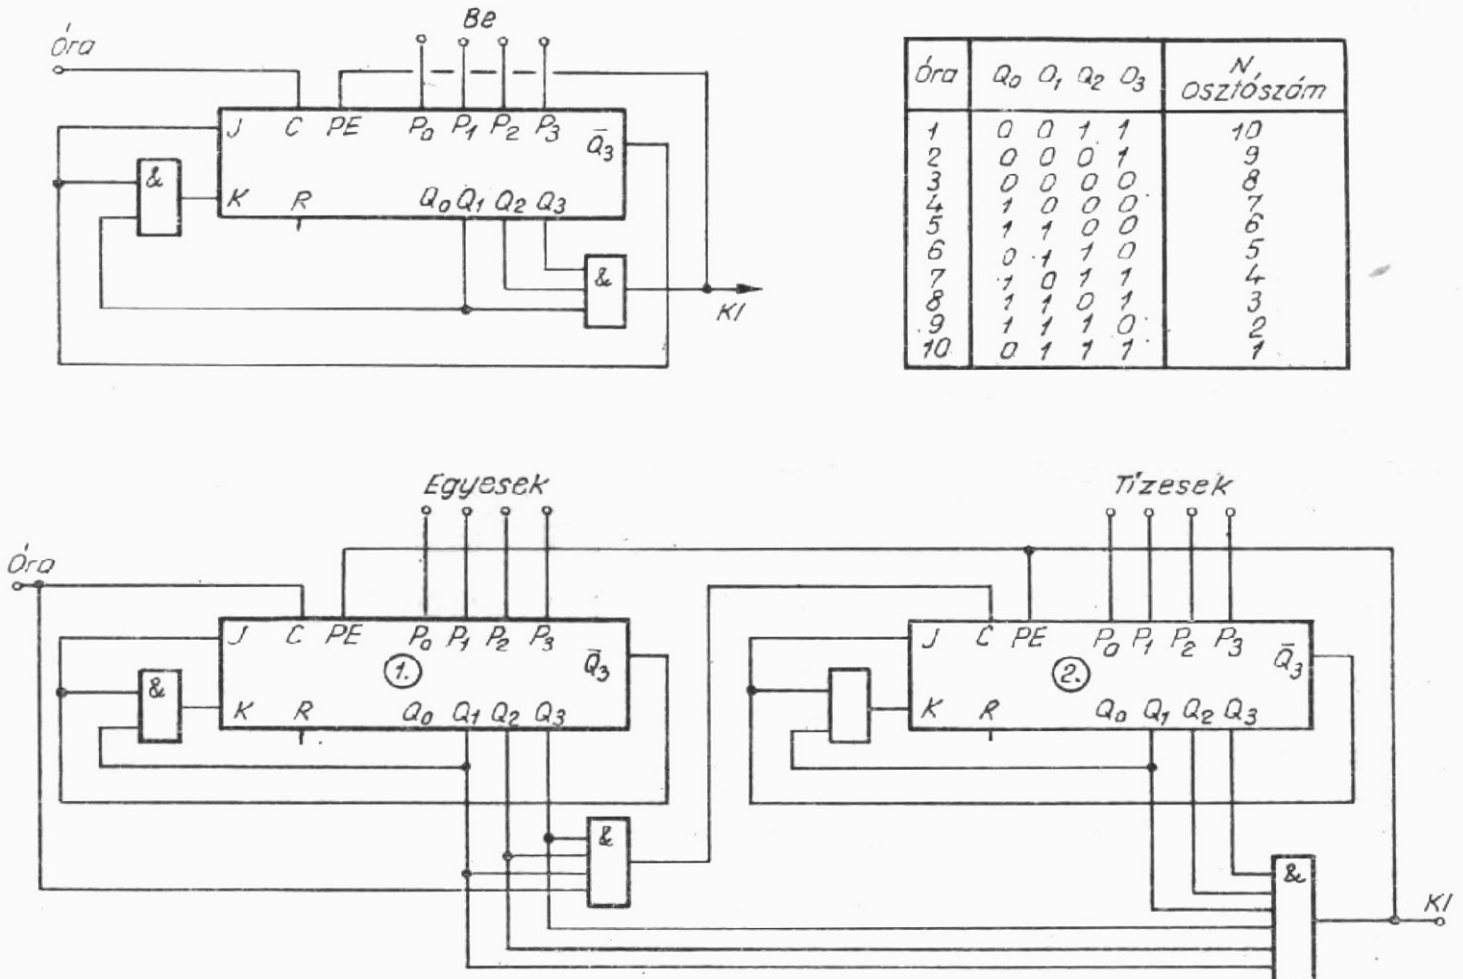 Be
Óra
J C PE P0 P1 P2 P3
Q̄3
&
K R Q0 Q1 Q2 Q3
&
KI
Óra Q0 O1 Q2 O3 N, osztószám
1 0 0 1 1 10
2 0 0 0 1 9
3 0 0 0 0 8
4 1 0 0 0 7
5 1 1 0 0 6
6 0 1 1 0 5
7 1 0 1 1 4
8 1 1 0 1 3
9 1 1 1 0 2
10 0 1 1 1 1
Egyesek
Tízesek
Óra
J C PE P0 P1 P2 P3
1.
Q̄3
&
K R Q0 Q1 Q2 Q3
&
J C PE P0 P1 P2 P3
2.
Q̄3
K R Q0 Q1 Q2 Q3
&
KI